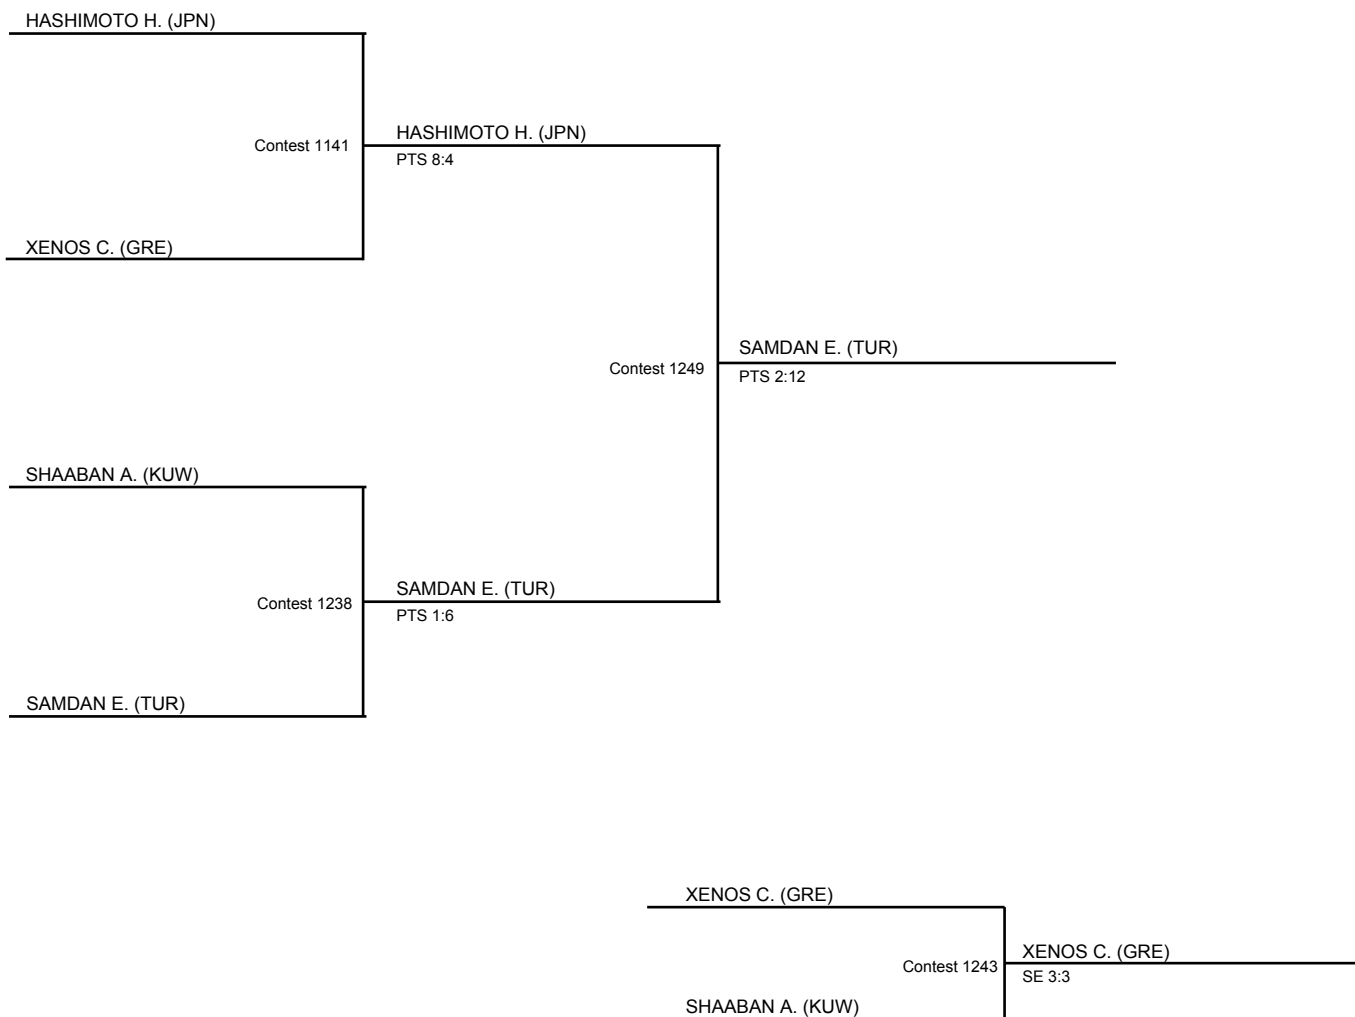 HASHIMOTO H. (JPN)
Contest 1141
HASHIMOTO H. (JPN)
PTS 8:4
XENOS C. (GRE)
Contest 1249
SAMDAN E. (TUR)
PTS 2:12
SHAABAN A. (KUW)
Contest 1238
SAMDAN E. (TUR)
PTS 1:6
SAMDAN E. (TUR)
XENOS C. (GRE)
Contest 1243
XENOS C. (GRE)
SE 3:3
SHAABAN A. (KUW)